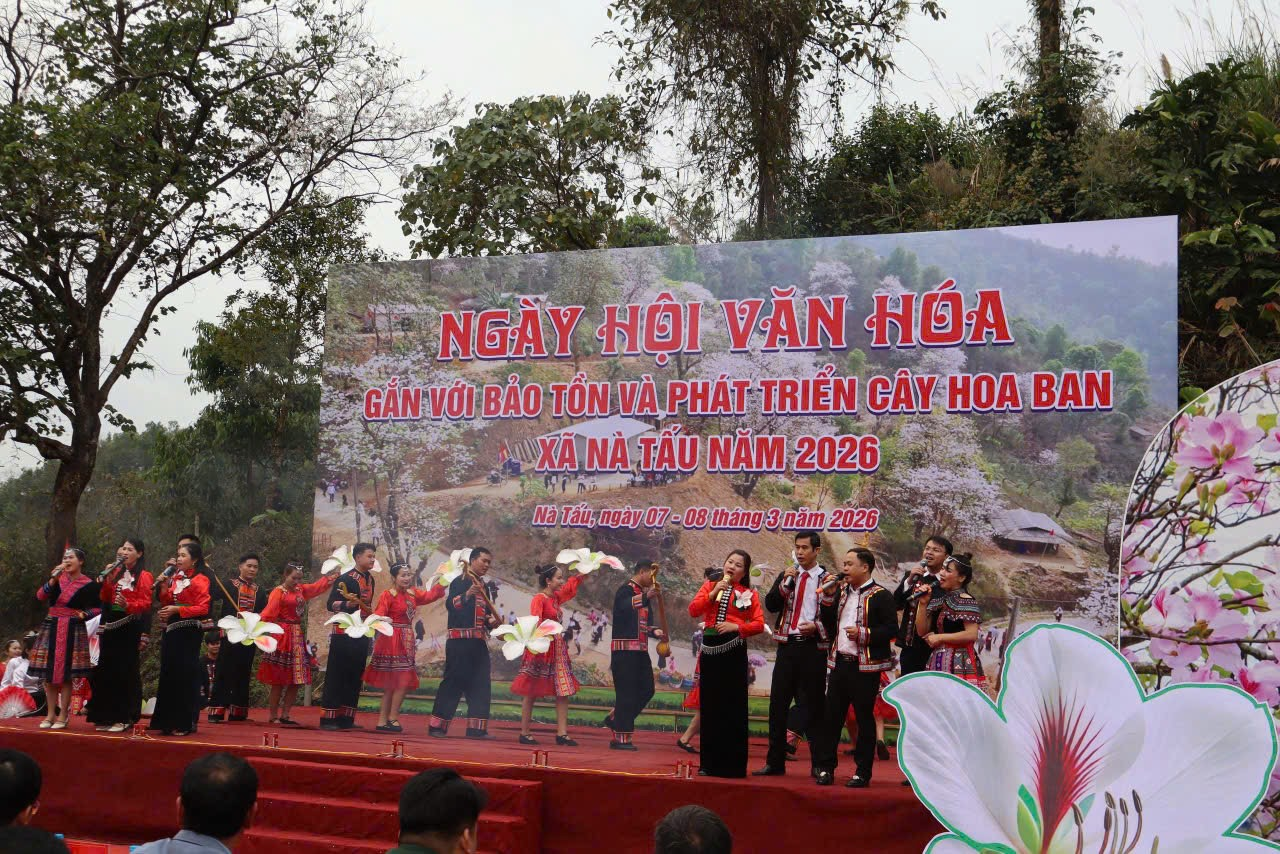 NGÀY HỘI VĂN HÓA
GẮN VỚI BẢO TỒN VÀ PHÁT TRIỂN CÂY HOA BAN
XÃ NÀ TẤU NĂM 2026
Nà Tấu, ngày 07 - 08 tháng 3 năm 2026